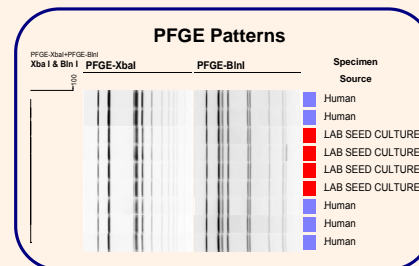 PFGE Patterns
PFGE-XbaI+PFGE-BlnI
Xba I & Bln I PFGE-XbaI PFGE-BlnI Specimen Source
100
Human
Human
LAB SEED CULTURE
LAB SEED CULTURE
LAB SEED CULTURE
LAB SEED CULTURE
Human
Human
Human